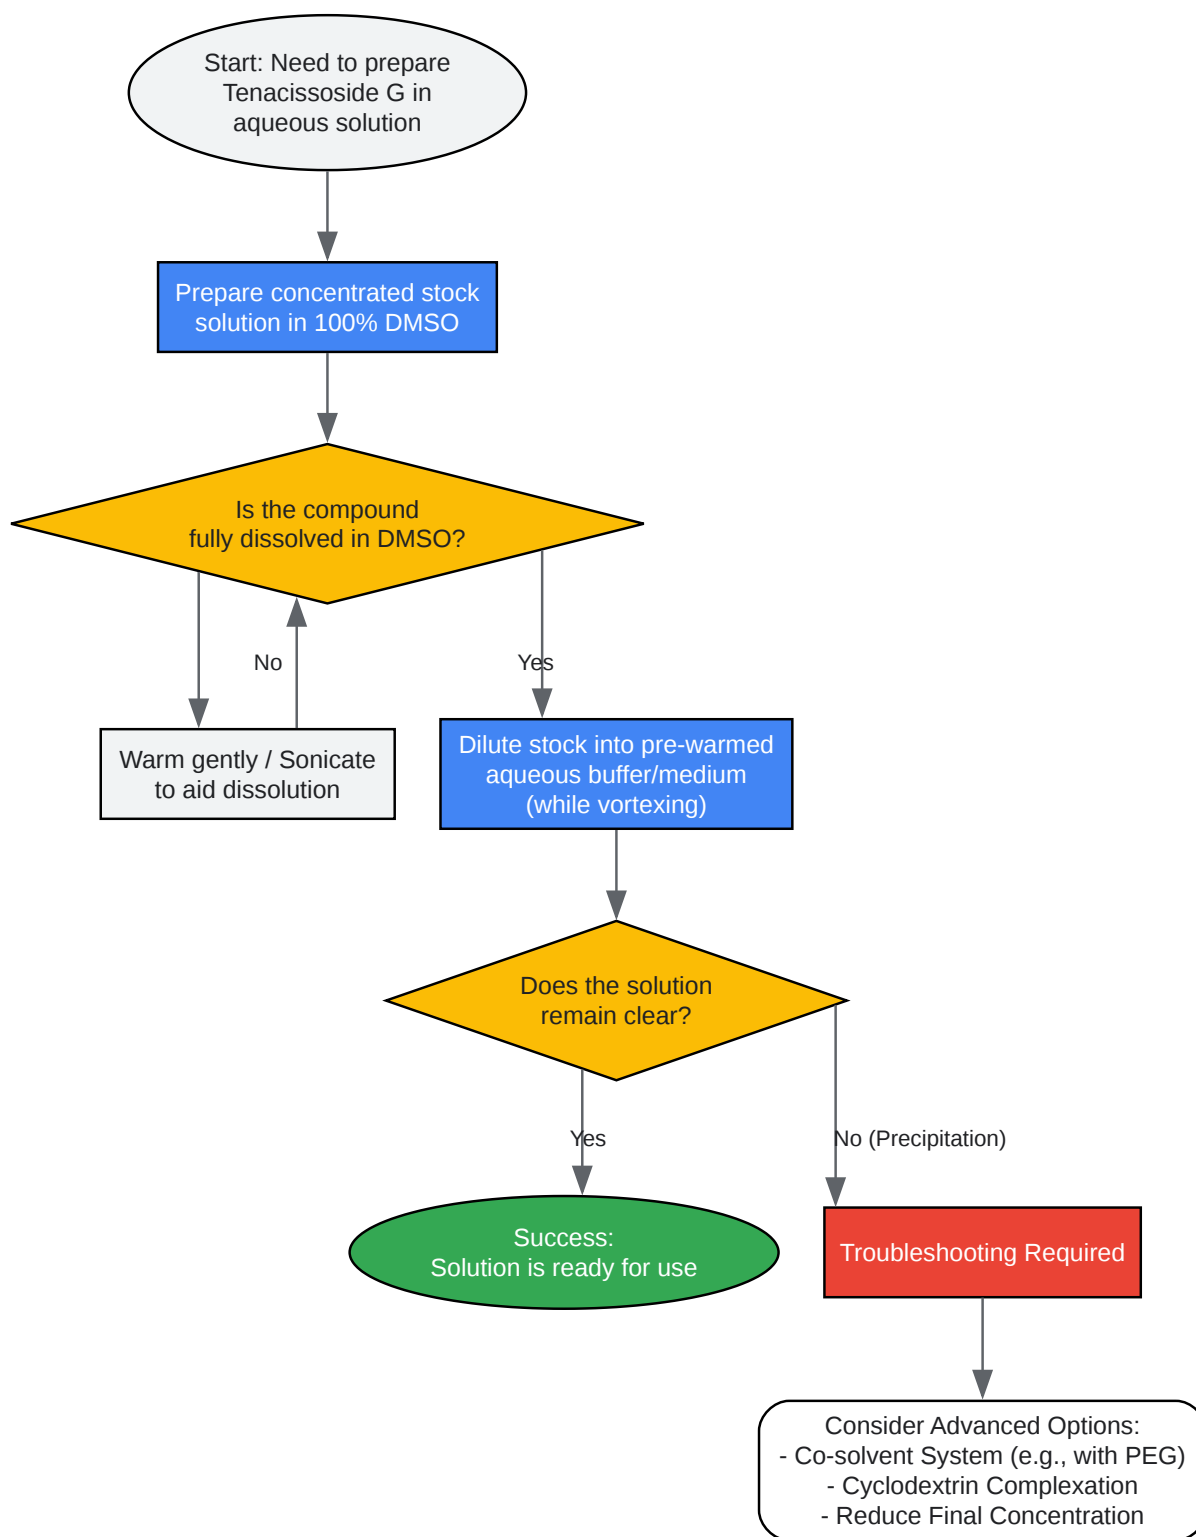 Start: Need to prepare
Tenacissoside G in
aqueous solution
Prepare concentrated stock
solution in 100% DMSO
Is the compound
fully dissolved in DMSO?
No
Yes
Warm gently / Sonicate
to aid dissolution
Dilute stock into pre-warmed
aqueous buffer/medium
(while vortexing)
Does the solution
remain clear?
Yes
No (Precipitation)
Success:
Solution is ready for use
Troubleshooting Required
Consider Advanced Options:
- Co-solvent System (e.g., with PEG)
- Cyclodextrin Complexation
- Reduce Final Concentration